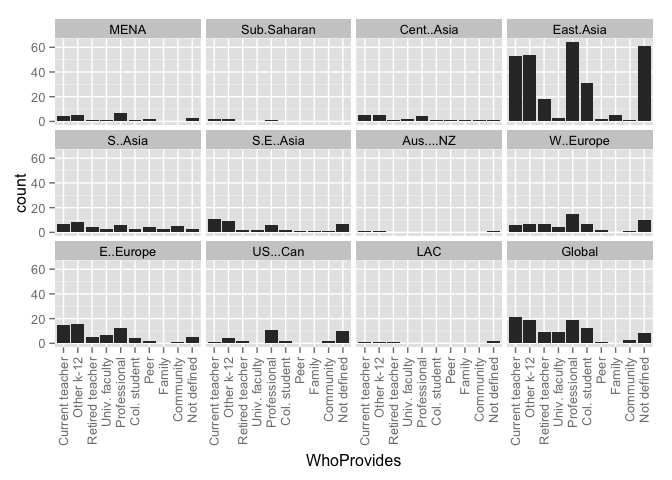 MENA Sub.Saharan Cent..Asia East.Asia
60
40
20
0
S..Asia S.E..Asia Aus....NZ W..Europe
60
40
20
0
count
E..Europe US...Can LAC Global
60
40
20
0
Current teacher Other k-12 Retired teacher Univ. faculty Professional Col. student Peer Family Community Not defined Current teacher Other k-12 Retired teacher Univ. faculty Professional Col. student Peer Family Community Not defined Current teacher Other k-12 Retired teacher Univ. faculty Professional Col. student Peer Family Community Not defined Current teacher Other k-12 Retired teacher Univ. faculty Professional Col. student Peer Family Community Not defined
WhoProvides